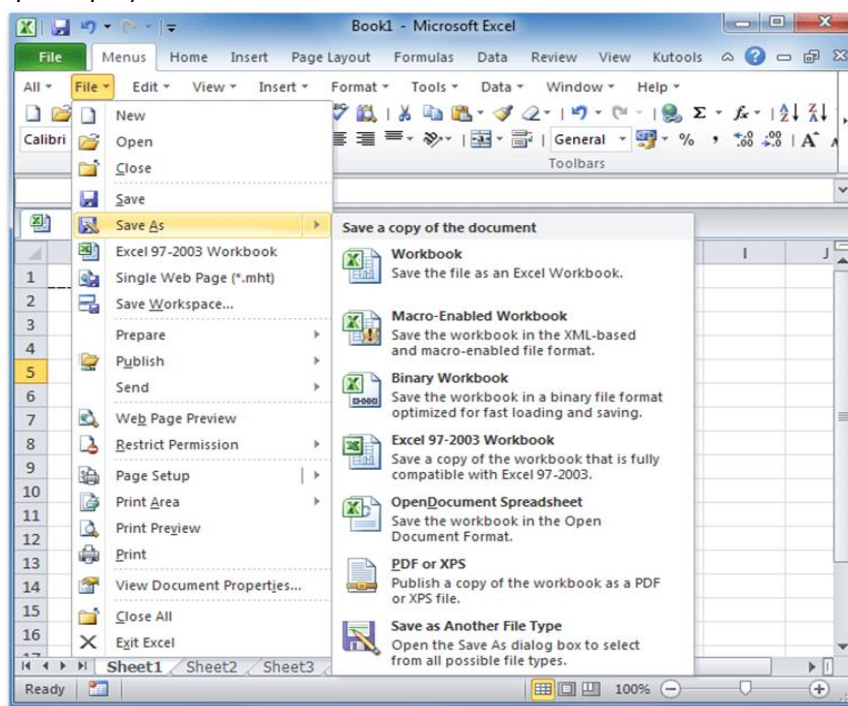 Book1 - Microsoft Excel
File Menus Home Insert Page Layout Formulas Data Review View Kutools
All File Edit View Insert Format Tools Data Window Help
Calibri General %
Toolbars
New
Open
Close
Save
Save As
Excel 97-2003 Workbook
Single Web Page (*.mht)
Save Workspace...
Prepare
Publish
Send
Web Page Preview
Restrict Permission
Page Setup
Print Area
Print Preview
Print
View Document Properties...
Close All
Exit Excel
Save a copy of the document
Workbook
Save the file as an Excel Workbook.
Macro-Enabled Workbook
Save the workbook in the XML-based
and macro-enabled file format.
Binary Workbook
Save the workbook in a binary file format
optimized for fast loading and saving.
Excel 97-2003 Workbook
Save a copy of the workbook that is fully
compatible with Excel 97-2003.
OpenDocument Spreadsheet
Save the workbook in the Open
Document Format.
PDF or XPS
Publish a copy of the workbook as a PDF
or XPS file.
Save as Another File Type
Open the Save As dialog box to select
from all possible file types.
I J
1
2
3
4
5
6
7
8
9
10
11
12
13
14
15
16
Sheet1 Sheet2 Sheet3
Ready 100%